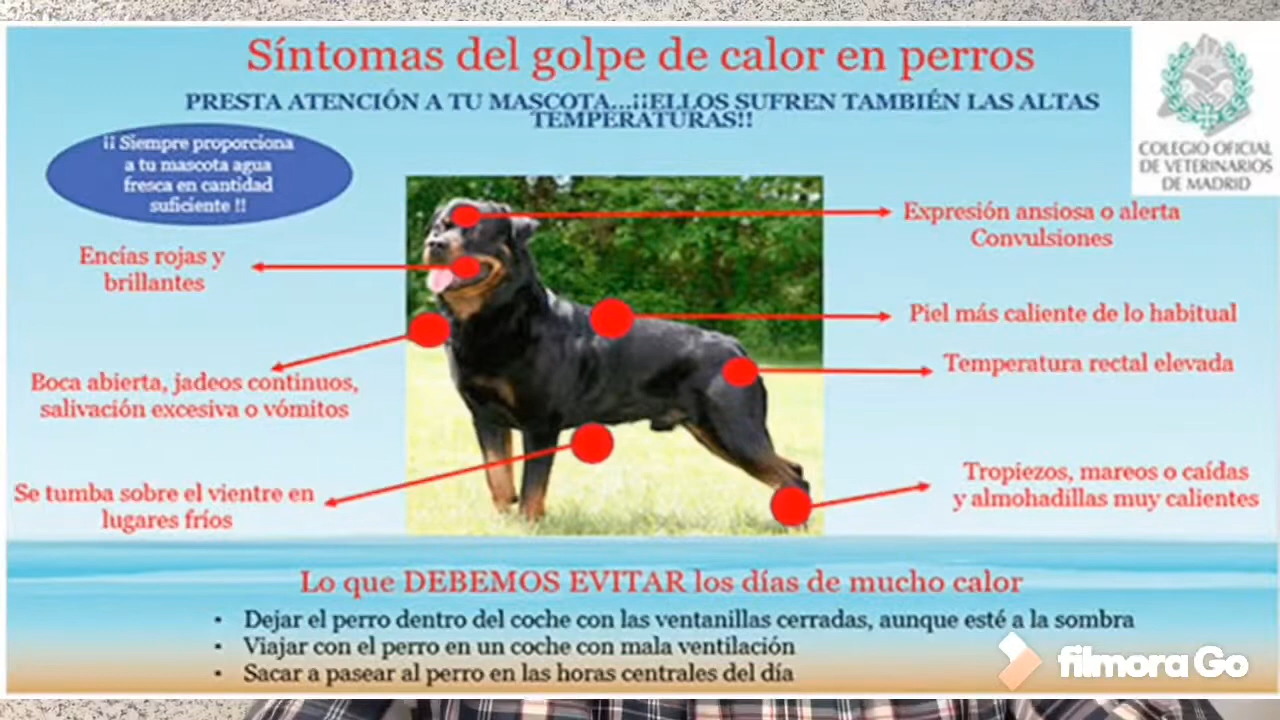 Síntomas del golpe de calor en perros
PRESTA ATENCIÓN A TU MASCOTA...¡¡ELLOS SUFREN TAMBIÉN LAS ALTAS
TEMPERATURAS!!
COLEGIO OFICIAL
DE VETERINARIOS
DE MADRID
¡¡ Siempre proporciona
a tu mascota agua
fresca en cantidad
suficiente !!
Expresión ansiosa o alerta
Convulsiones
Encías rojas y
brillantes
Piel más caliente de lo habitual
Temperatura rectal elevada
Boca abierta, jadeos continuos,
salivación excesiva o vómitos
Tropiezos, mareos o caídas
y almohadillas muy calientes
Se tumba sobre el vientre en
lugares fríos
Lo que DEBEMOS EVITAR los días de mucho calor
• Dejar el perro dentro del coche con las ventanillas cerradas, aunque esté a la sombra
• Viajar con el perro en un coche con mala ventilación
• Sacar a pasear al perro en las horas centrales del día
filmora Go